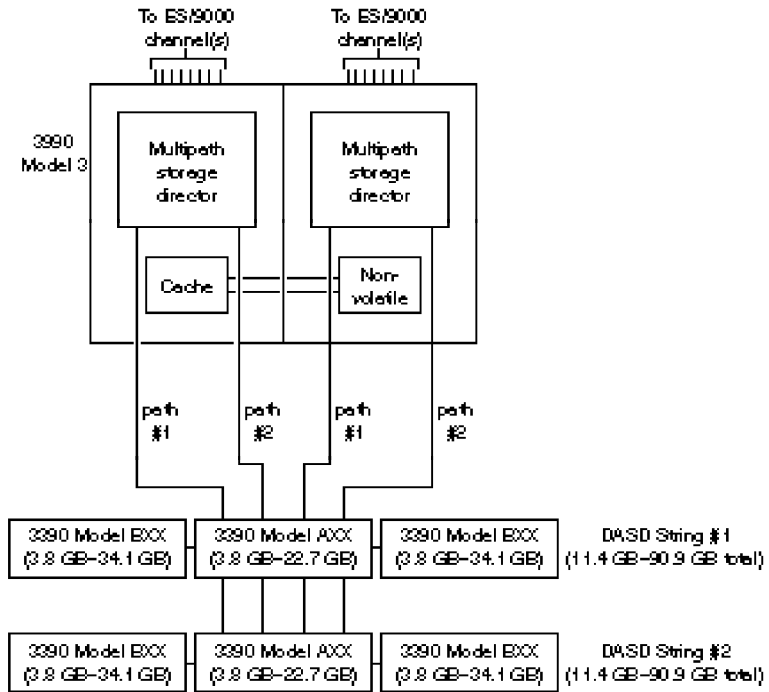 To ES/9000
channel(s)
To ES/9000
channel(s)
3990
Model 3
Multipath
storage
director
Multipath
storage
director
Cache
Non-
volatile
path
#1
path
#2
path
#1
path
#2
3390 Model BXX
(3.8 GB–34.1 GB)
3390 Model AXX
(3.8 GB–22.7 GB)
3390 Model BXX
(3.8 GB–34.1 GB)
DASD String #1
(11.4 GB–90.9 GB total)
3390 Model BXX
(3.8 GB–34.1 GB)
3390 Model AXX
(3.8 GB–22.7 GB)
3390 Model BXX
(3.8 GB–34.1 GB)
DASD String #2
(11.4 GB–90.9 GB total)